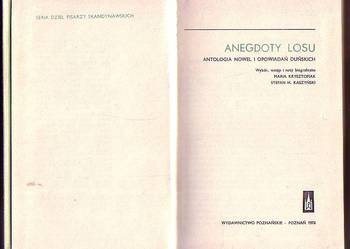 SERIA DZIEŁ PISARZY SKANDYNAWSKICH
ANEGDOTY LOSU
ANTOLOGIA NOWEL I OPOWIADAŃ DUŃSKICH
Wybór, wstęp i noty biograficzne
MARIA KRYSZTOFIAK
STEFAN H. KASZYŃSKI
WYDAWNICTWO POZNAŃSKIE – POZNAŃ 1976